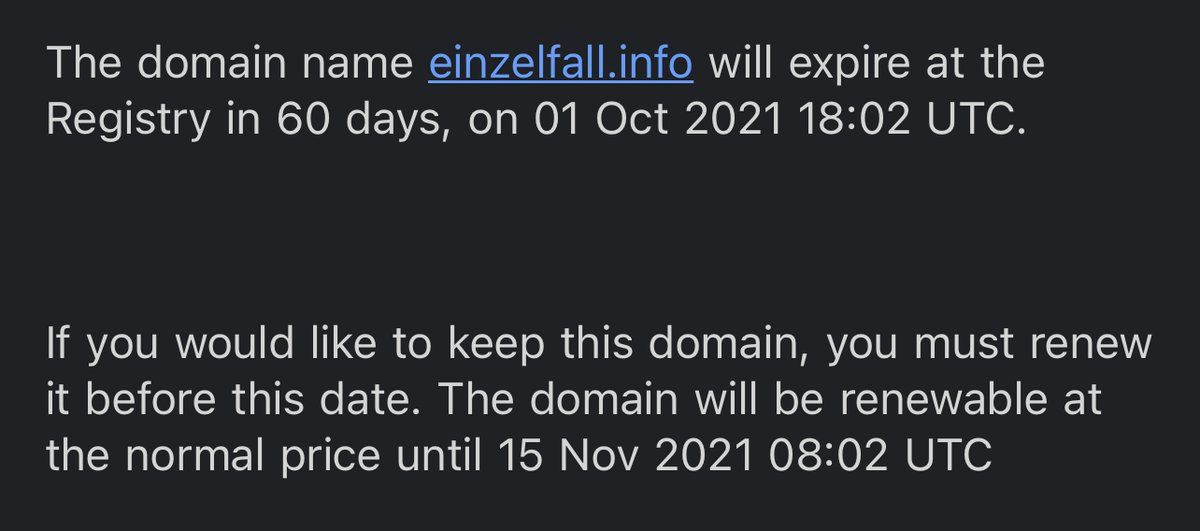 The domain name einzelfall.info will expire at the
Registry in 60 days, on 01 Oct 2021 18:02 UTC.
If you would like to keep this domain, you must renew
it before this date. The domain will be renewable at
the normal price until 15 Nov 2021 08:02 UTC